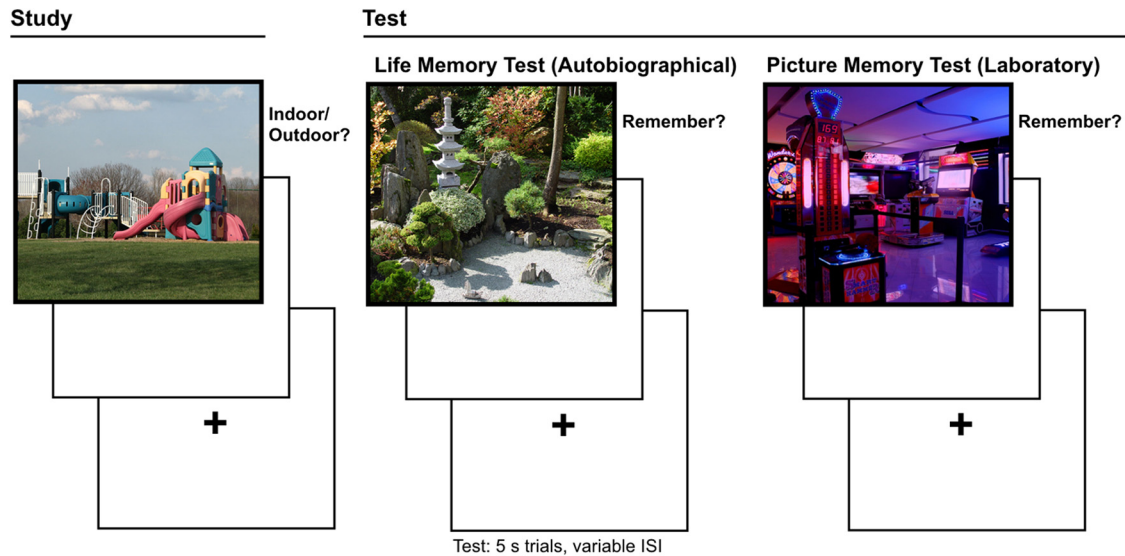 Study
Test
Life Memory Test (Autobiographical)
Picture Memory Test (Laboratory)
Indoor/
Outdoor?
Remember?
Remember?
169
+
+
+
Test: 5 s trials, variable ISI